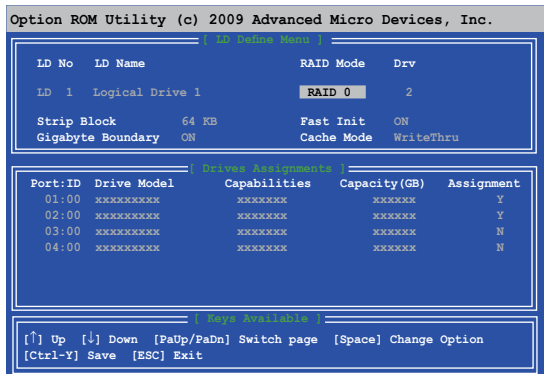 Option ROM Utility (c) 2009 Advanced Micro Devices, Inc.
[ LD Define Menu ]
LD No LD Name RAID Mode Drv
LD 1 Logical Drive 1 RAID 0 2
Strip Block 64 KB Fast Init ON
Gigabyte Boundary ON Cache Mode WriteThru
[ Drives Assignments ]
Port:ID Drive Model Capabilities Capacity(GB) Assignment
01:00 xxxxxxxxx xxxxxxx xxxxxx Y
02:00 xxxxxxxxx xxxxxxx xxxxxx Y
03:00 xxxxxxxxx xxxxxxx xxxxxx N
04:00 xxxxxxxxx xxxxxxx xxxxxx N
[ Keys Available ]
[↑] Up [↓] Down [PaUp/PaDn] Switch page [Space] Change Option
[Ctrl-Y] Save [ESC] Exit